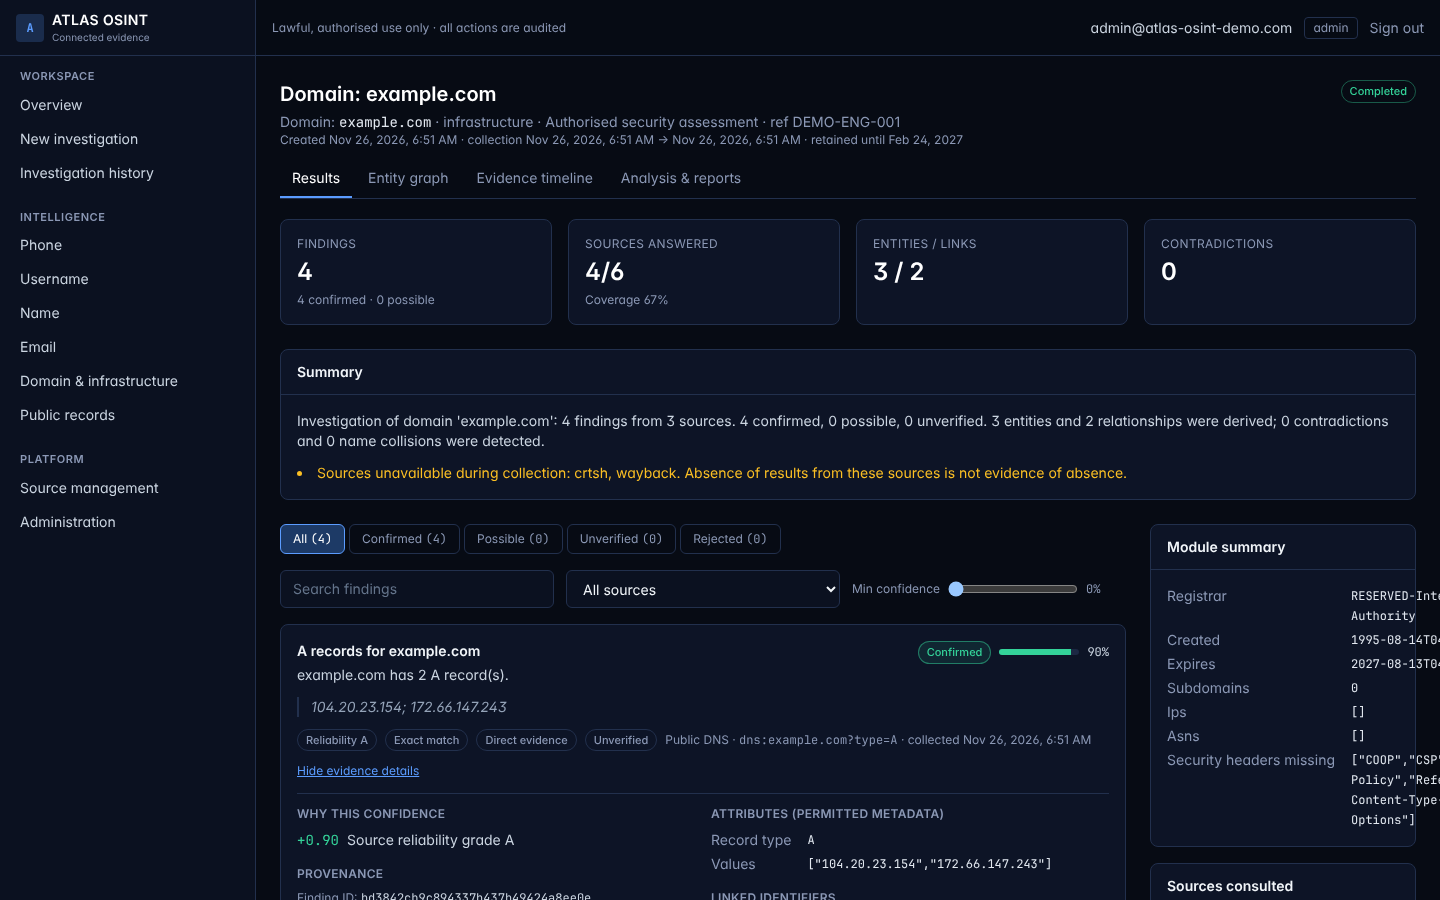 A
ATLAS OSINT
Connected evidence
Lawful, authorised use only · all actions are audited
admin@atlas-osint-demo.com
admin
Sign out
WORKSPACE
Overview
New investigation
Investigation history
INTELLIGENCE
Phone
Username
Name
Email
Domain & infrastructure
Public records
PLATFORM
Source management
Administration
Domain: example.com
Completed
Domain: example.com · infrastructure · Authorised security assessment · ref DEMO-ENG-001
Created Nov 26, 2026, 6:51 AM · collection Nov 26, 2026, 6:51 AM → Nov 26, 2026, 6:51 AM · retained until Feb 24, 2027
Results
Entity graph
Evidence timeline
Analysis & reports
FINDINGS
4
4 confirmed · 0 possible
SOURCES ANSWERED
4/6
Coverage 67%
ENTITIES / LINKS
3 / 2
CONTRADICTIONS
0
Summary
Investigation of domain 'example.com': 4 findings from 3 sources. 4 confirmed, 0 possible, 0 unverified. 3 entities and 2 relationships were derived; 0 contradictions
and 0 name collisions were detected.
• Sources unavailable during collection: crtsh, wayback. Absence of results from these sources is not evidence of absence.
All (4)
Confirmed (4)
Possible (0)
Unverified (0)
Rejected (0)
Search findings
All sources
Min confidence
0%
A records for example.com
Confirmed
90%
example.com has 2 A record(s).
104.20.23.154; 172.66.147.243
Reliability A
Exact match
Direct evidence
Unverified
Public DNS · dns:example.com?type=A · collected Nov 26, 2026, 6:51 AM
Hide evidence details
WHY THIS CONFIDENCE
+0.90 Source reliability grade A
PROVENANCE
ATTRIBUTES (PERMITTED METADATA)
Record type A
Values ["104.20.23.154","172.66.147.243"]
LINKED IDENTIFIERS
Module summary
Registrar RESERVED-Inte
Authority
Created 1995-08-14T04
Expires 2027-08-13T04
Subdomains 0
Ips []
Asns []
Security headers missing ["COOP","CSP"
Policy","Refe
Content-Type-
Options"]
Sources consulted